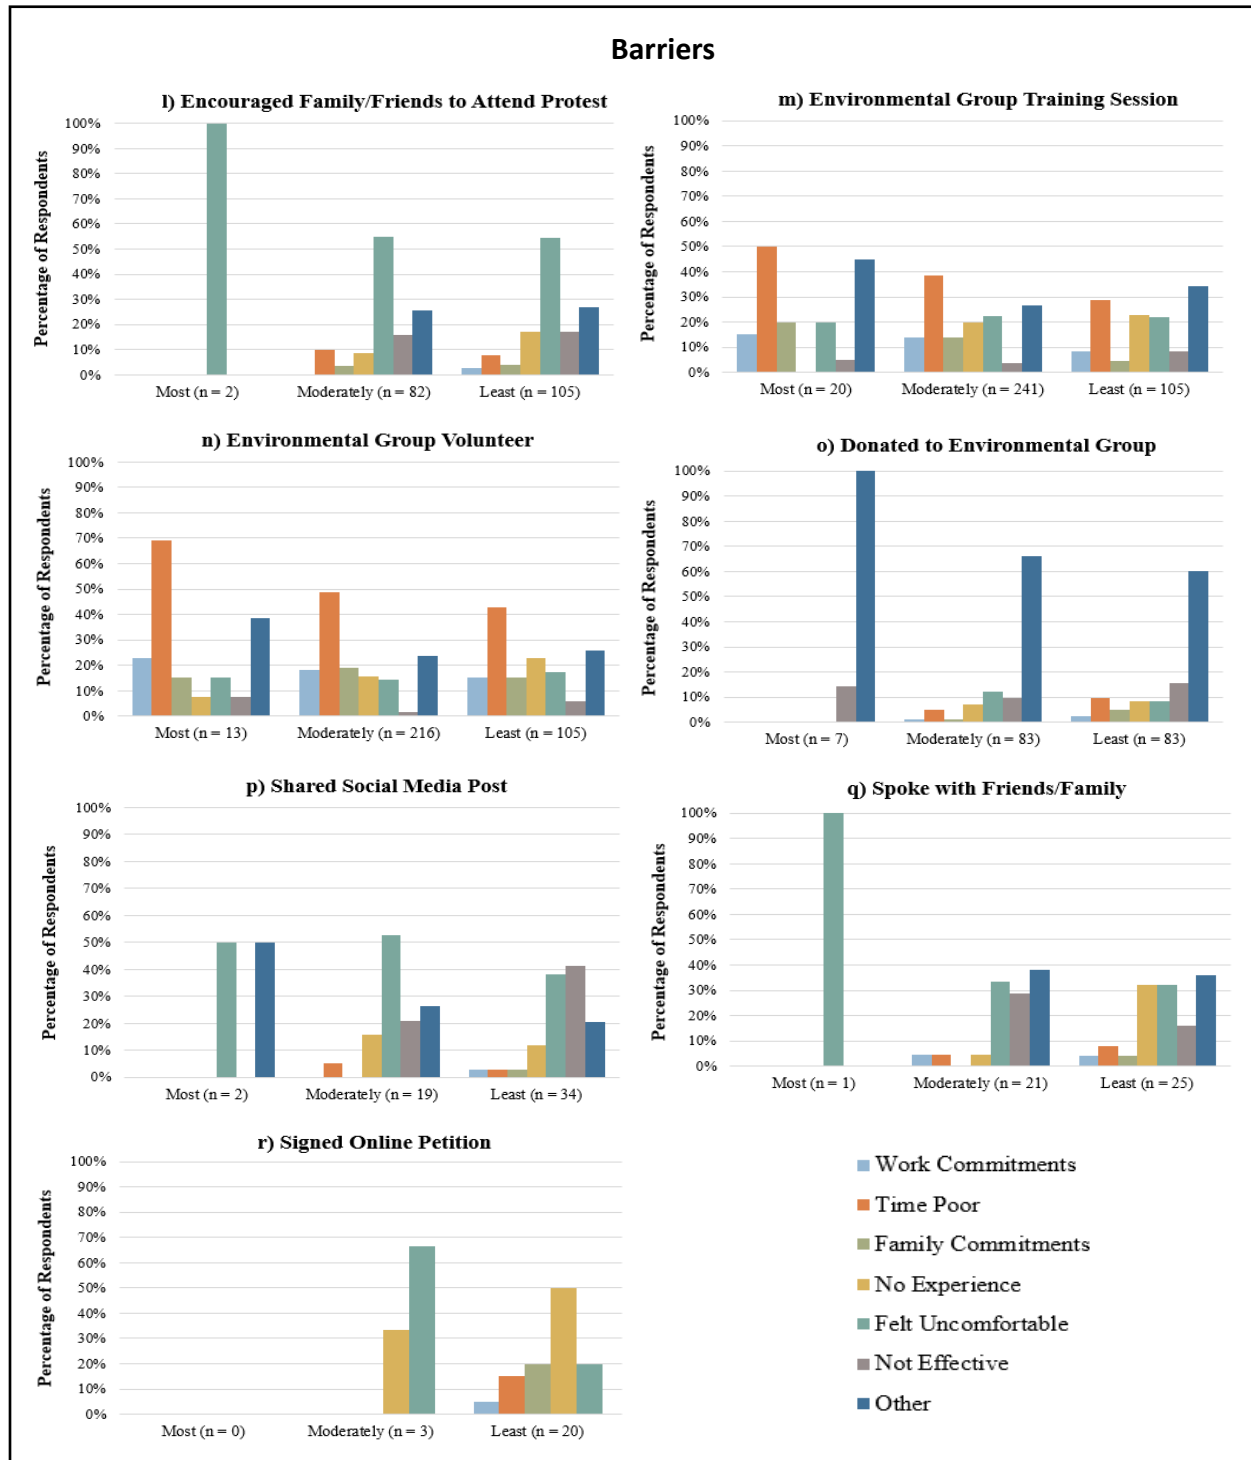 Barriers
l) Encouraged Family/Friends to Attend Protest
Percentage of Respondents
100%
90%
80%
70%
60%
50%
40%
30%
20%
10%
0%
Most (n = 2)
Moderately (n = 82)
Least (n = 105)
m) Environmental Group Training Session
Percentage of Respondents
100%
90%
80%
70%
60%
50%
40%
30%
20%
10%
0%
Most (n = 20)
Moderately (n = 241)
Least (n = 105)
n) Environmental Group Volunteer
Percentage of Respondents
100%
90%
80%
70%
60%
50%
40%
30%
20%
10%
0%
Most (n = 13)
Moderately (n = 216)
Least (n = 105)
o) Donated to Environmental Group
Percentage of Respondents
100%
90%
80%
70%
60%
50%
40%
30%
20%
10%
0%
Most (n = 7)
Moderately (n = 83)
Least (n = 83)
p) Shared Social Media Post
Percentage of Respondents
100%
90%
80%
70%
60%
50%
40%
30%
20%
10%
0%
Most (n = 2)
Moderately (n = 19)
Least (n = 34)
q) Spoke with Friends/Family
Percentage of Respondents
100%
90%
80%
70%
60%
50%
40%
30%
20%
10%
0%
Most (n = 1)
Moderately (n = 21)
Least (n = 25)
r) Signed Online Petition
Percentage of Respondents
100%
90%
80%
70%
60%
50%
40%
30%
20%
10%
0%
Most (n = 0)
Moderately (n = 3)
Least (n = 20)
Work Commitments
Time Poor
Family Commitments
No Experience
Felt Uncomfortable
Not Effective
Other